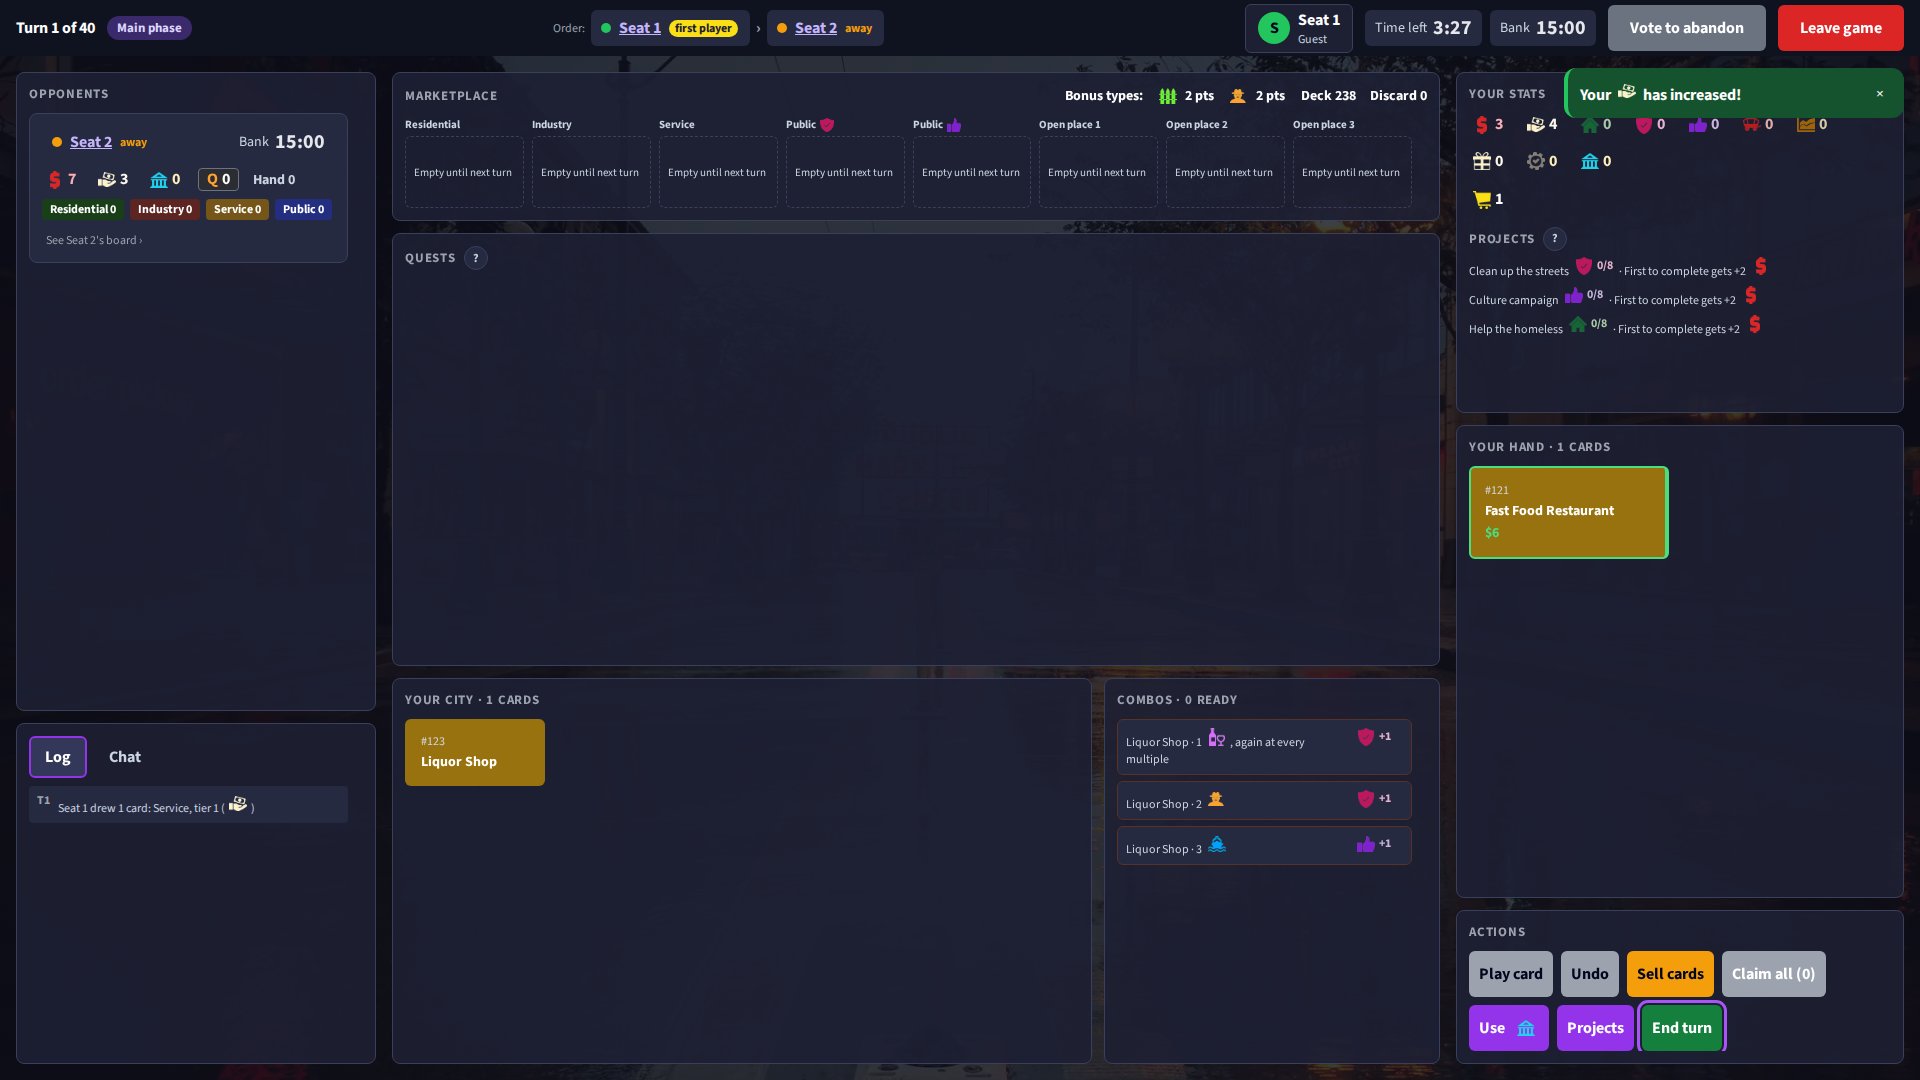 Turn 1 of 40
Main phase
Order:
Seat 1
first player
›
Seat 2
away
S
Seat 1
Guest
Time left 3:27
Bank 15:00
Vote to abandon
Leave game
OPPONENTS
Seat 2 away
Bank 15:00
$ 7
3
0
Q 0
Hand 0
Residential 0
Industry 0
Service 0
Public 0
See Seat 2's board ›
Log
Chat
T1
Seat 1 drew 1 card: Service, tier 1 ( )
MARKETPLACE
Bonus types:
2 pts
2 pts
Deck 238
Discard 0
Residential
Industry
Service
Public
Public
Open place 1
Open place 2
Open place 3
Empty until next turn
Empty until next turn
Empty until next turn
Empty until next turn
Empty until next turn
Empty until next turn
Empty until next turn
Empty until next turn
QUESTS
?
YOUR CITY · 1 CARDS
#123
Liquor Shop
COMBOS · 0 READY
Liquor Shop · 1 , again at every
multiple
+1
Liquor Shop · 2
+1
Liquor Shop · 3
+1
YOUR STATS
Your has increased!
×
$ 3
4
0
0
0
0
0
0
0
0
1
PROJECTS
?
Clean up the streets 0/8 · First to complete gets +2 $
Culture campaign 0/8 · First to complete gets +2 $
Help the homeless 0/8 · First to complete gets +2 $
YOUR HAND · 1 CARDS
#121
Fast Food Restaurant
$6
ACTIONS
Play card
Undo
Sell cards
Claim all (0)
Use
Projects
End turn